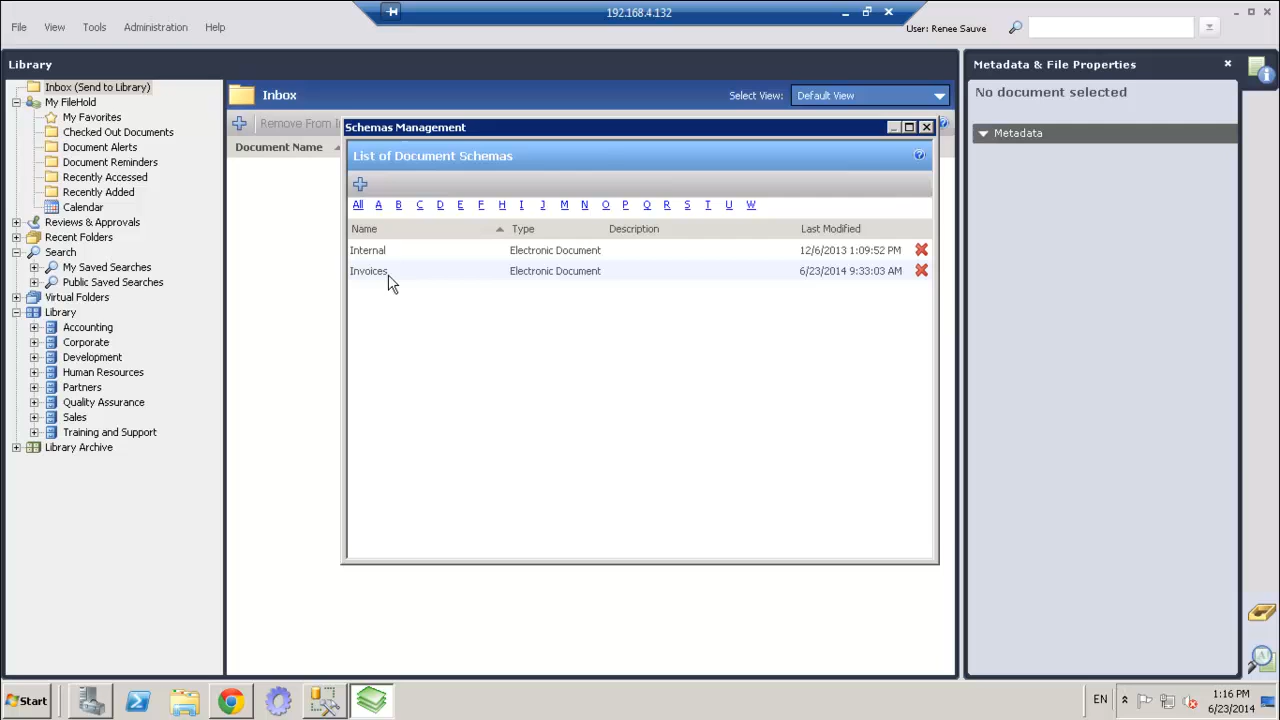 192.168.4.132
File View Tools Administration Help
User: Renee Sauve
Library
Inbox (Send to Library)
My FileHold
My Favorites
Checked Out Documents
Document Alerts
Document Reminders
Recently Accessed
Recently Added
Calendar
Reviews & Approvals
Recent Folders
Search
My Saved Searches
Public Saved Searches
Virtual Folders
Library
Accounting
Corporate
Development
Human Resources
Partners
Quality Assurance
Sales
Training and Support
Library Archive
Inbox
Select View: Default View
Remove From I
Document Name
Schemas Management
List of Document Schemas
All A B C D E F H I J M N O P Q R S T U W
Name Type Description Last Modified
Internal Electronic Document 12/6/2013 1:09:52 PM
Invoices Electronic Document 6/23/2014 9:33:03 AM
Metadata & File Properties
No document selected
Metadata
Start
EN
1:16 PM
6/23/2014